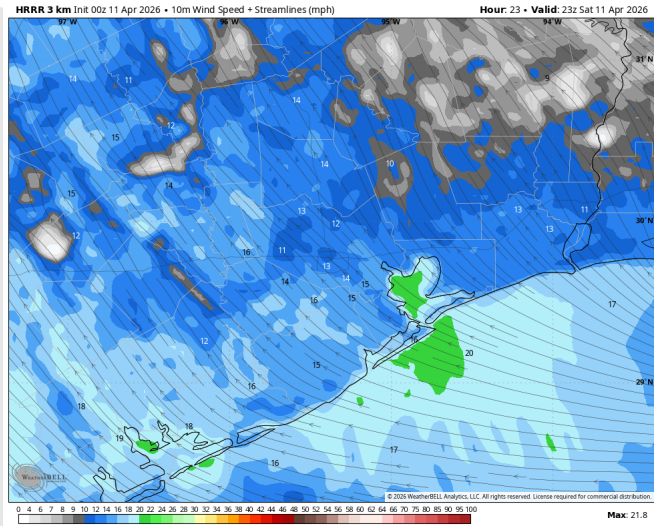 HRRR 3 km Init 00z 11 Apr 2026 • 10m Wind Speed + Streamlines (mph) Hour: 23 • Valid: 23z Sat 11 Apr 2026
97°W 96°W 95°W 94°W
31°N
14 11 9
14
15 12
14 10
14
15
13 13 11
12 30°N
12 13
16 11
13
14 14 15
16 15 17
12 16
15 20
29°N
16
18
18
19
17
16
WeatherBELL
© 2026 WeatherBELL Analytics, LLC. All rights reserved. License required for commercial distribution.
0 4 6 7 8 9 10 12 14 16 18 20 22 24 26 28 30 32 34 36 38 40 42 44 46 48 50 52 54 56 58 60 62 64 66 70 75 80 85 90 95 100
Max: 21.8